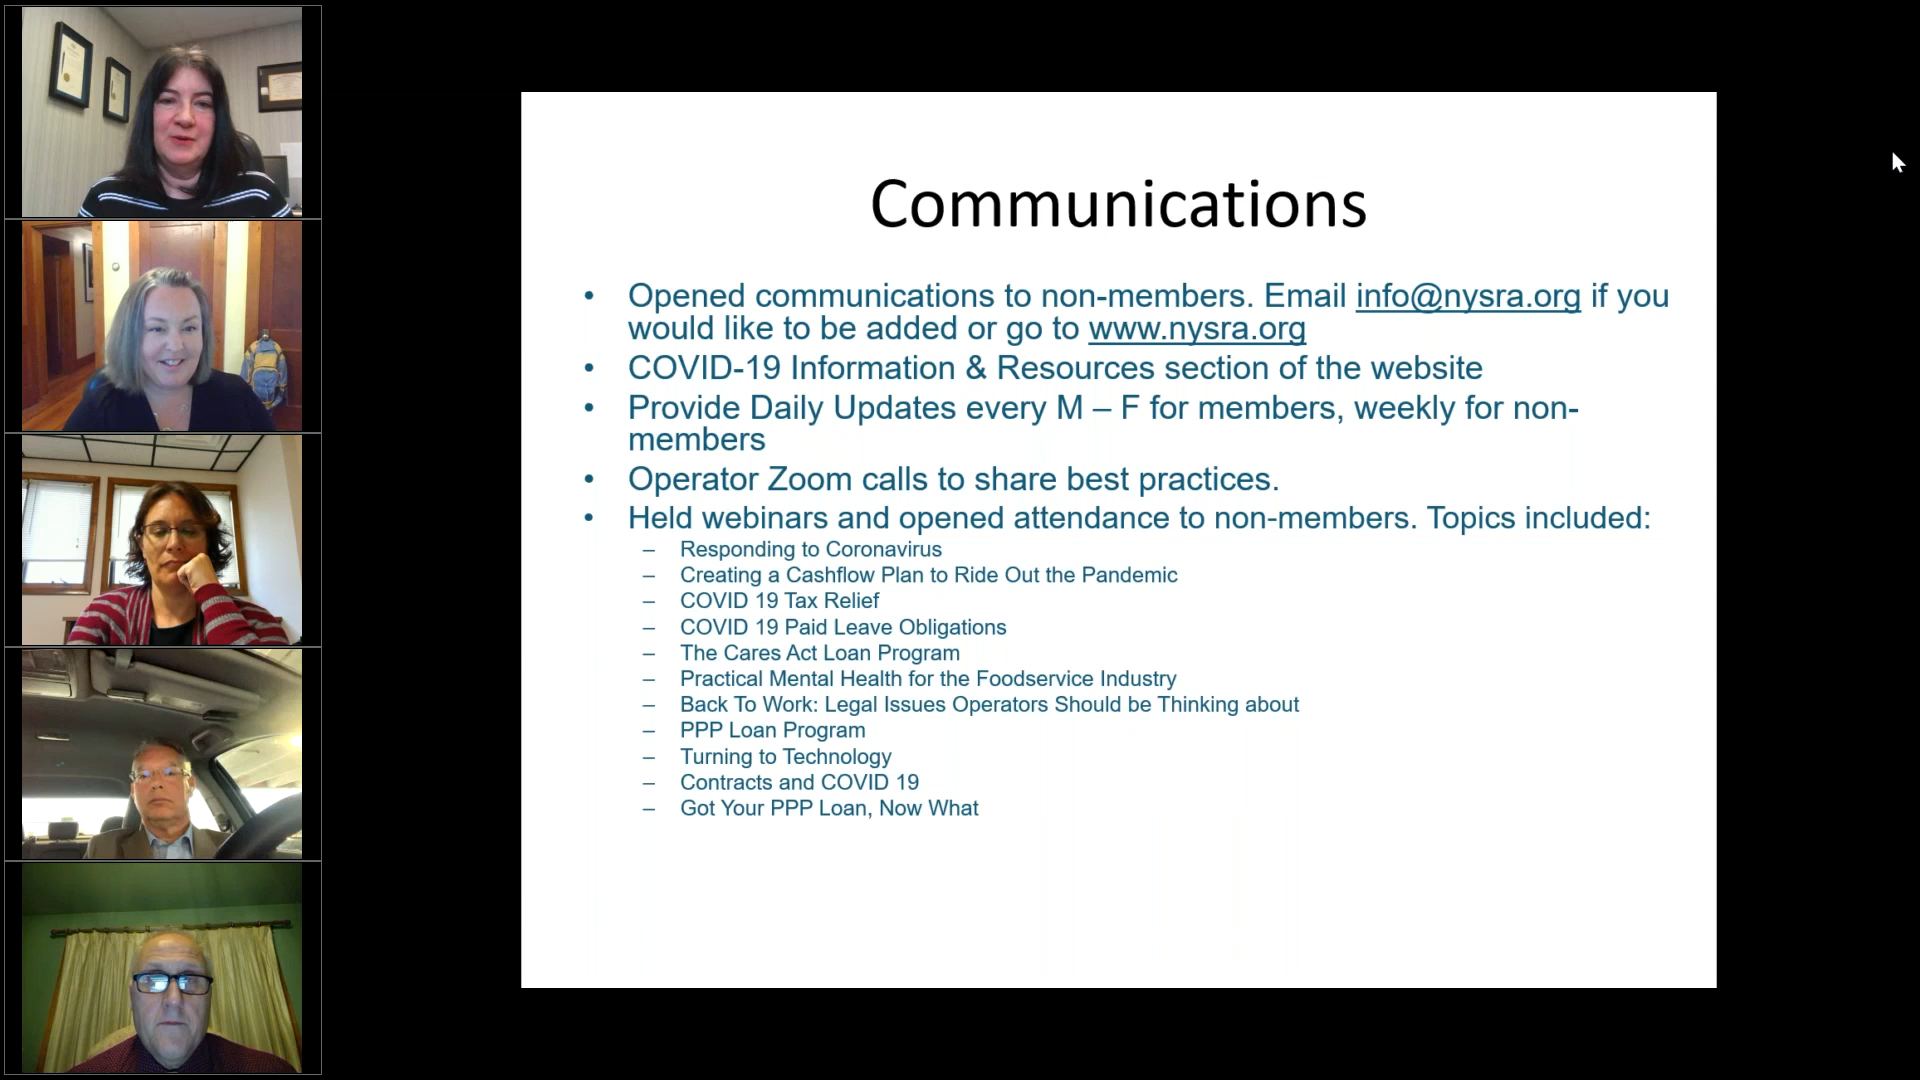 Communications
• Opened communications to non-members. Email info@nysra.org if you
would like to be added or go to www.nysra.org
• COVID-19 Information & Resources section of the website
• Provide Daily Updates every M – F for members, weekly for non-
members
• Operator Zoom calls to share best practices.
• Held webinars and opened attendance to non-members. Topics included:
– Responding to Coronavirus
– Creating a Cashflow Plan to Ride Out the Pandemic
– COVID 19 Tax Relief
– COVID 19 Paid Leave Obligations
– The Cares Act Loan Program
– Practical Mental Health for the Foodservice Industry
– Back To Work: Legal Issues Operators Should be Thinking about
– PPP Loan Program
– Turning to Technology
– Contracts and COVID 19
– Got Your PPP Loan, Now What